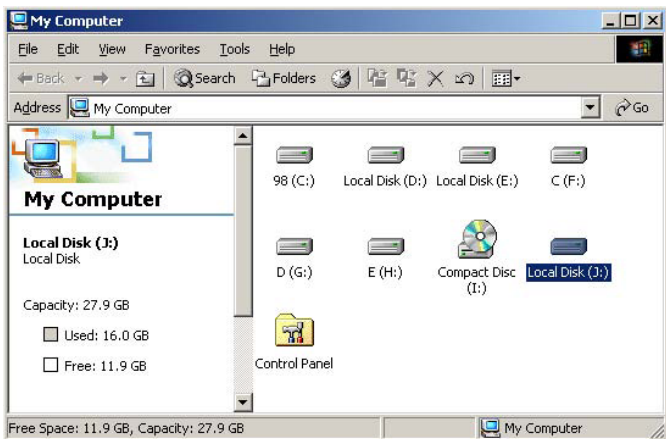 My Computer
File Edit View Favorites Tools Help
Back Search Folders
Address My Computer Go
My Computer
Local Disk (J:)
Local Disk
Capacity: 27.9 GB
Used: 16.0 GB
Free: 11.9 GB
98 (C:) Local Disk (D:) Local Disk (E:) C (F:)
D (G:) E (H:) Compact Disc Local Disk (J:)
(I:)
Control Panel
Free Space: 11.9 GB, Capacity: 27.9 GB My Computer